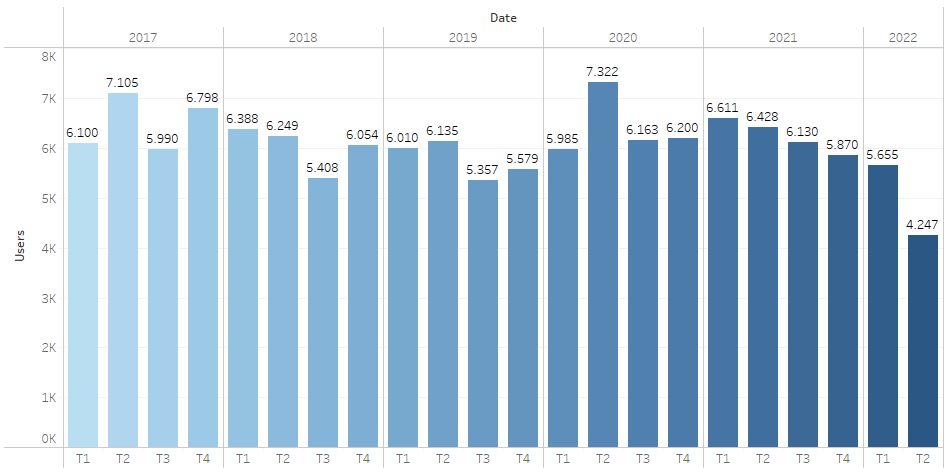 Date
2017 2018 2019 2020 2021 2022
Users
8K
7K
6K
5K
4K
3K
2K
1K
0K
6.100 7.105 5.990 6.798 6.388 6.249 5.408 6.054 6.010 6.135 5.357 5.579 5.985 7.322 6.163 6.200 6.611 6.428 6.130 5.870 5.655 4.247
T1 T2 T3 T4 T1 T2 T3 T4 T1 T2 T3 T4 T1 T2 T3 T4 T1 T2 T3 T4 T1 T2